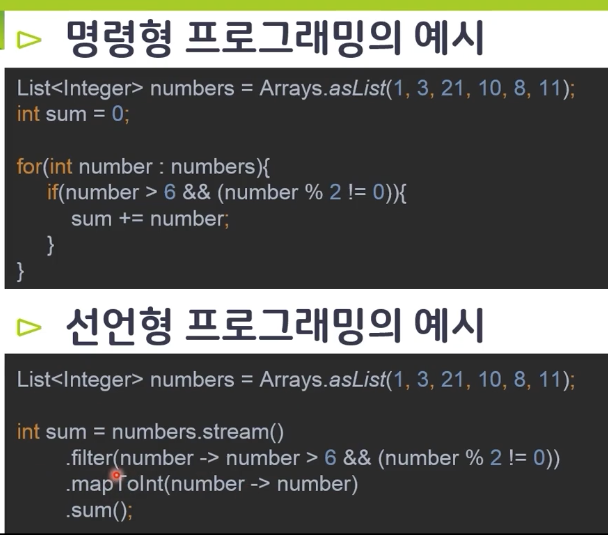 ▷ 명령형 프로그래밍의 예시
List<Integer> numbers = Arrays.asList(1, 3, 21, 10, 8, 11);
int sum = 0;
for(int number : numbers){
if(number > 6 && (number % 2 != 0)){
sum += number;
}
}
▷ 선언형 프로그래밍의 예시
List<Integer> numbers = Arrays.asList(1, 3, 21, 10, 8, 11);
int sum = numbers.stream()
.filter(number -> number > 6 && (number % 2 != 0))
.mapToInt(number -> number)
.sum();